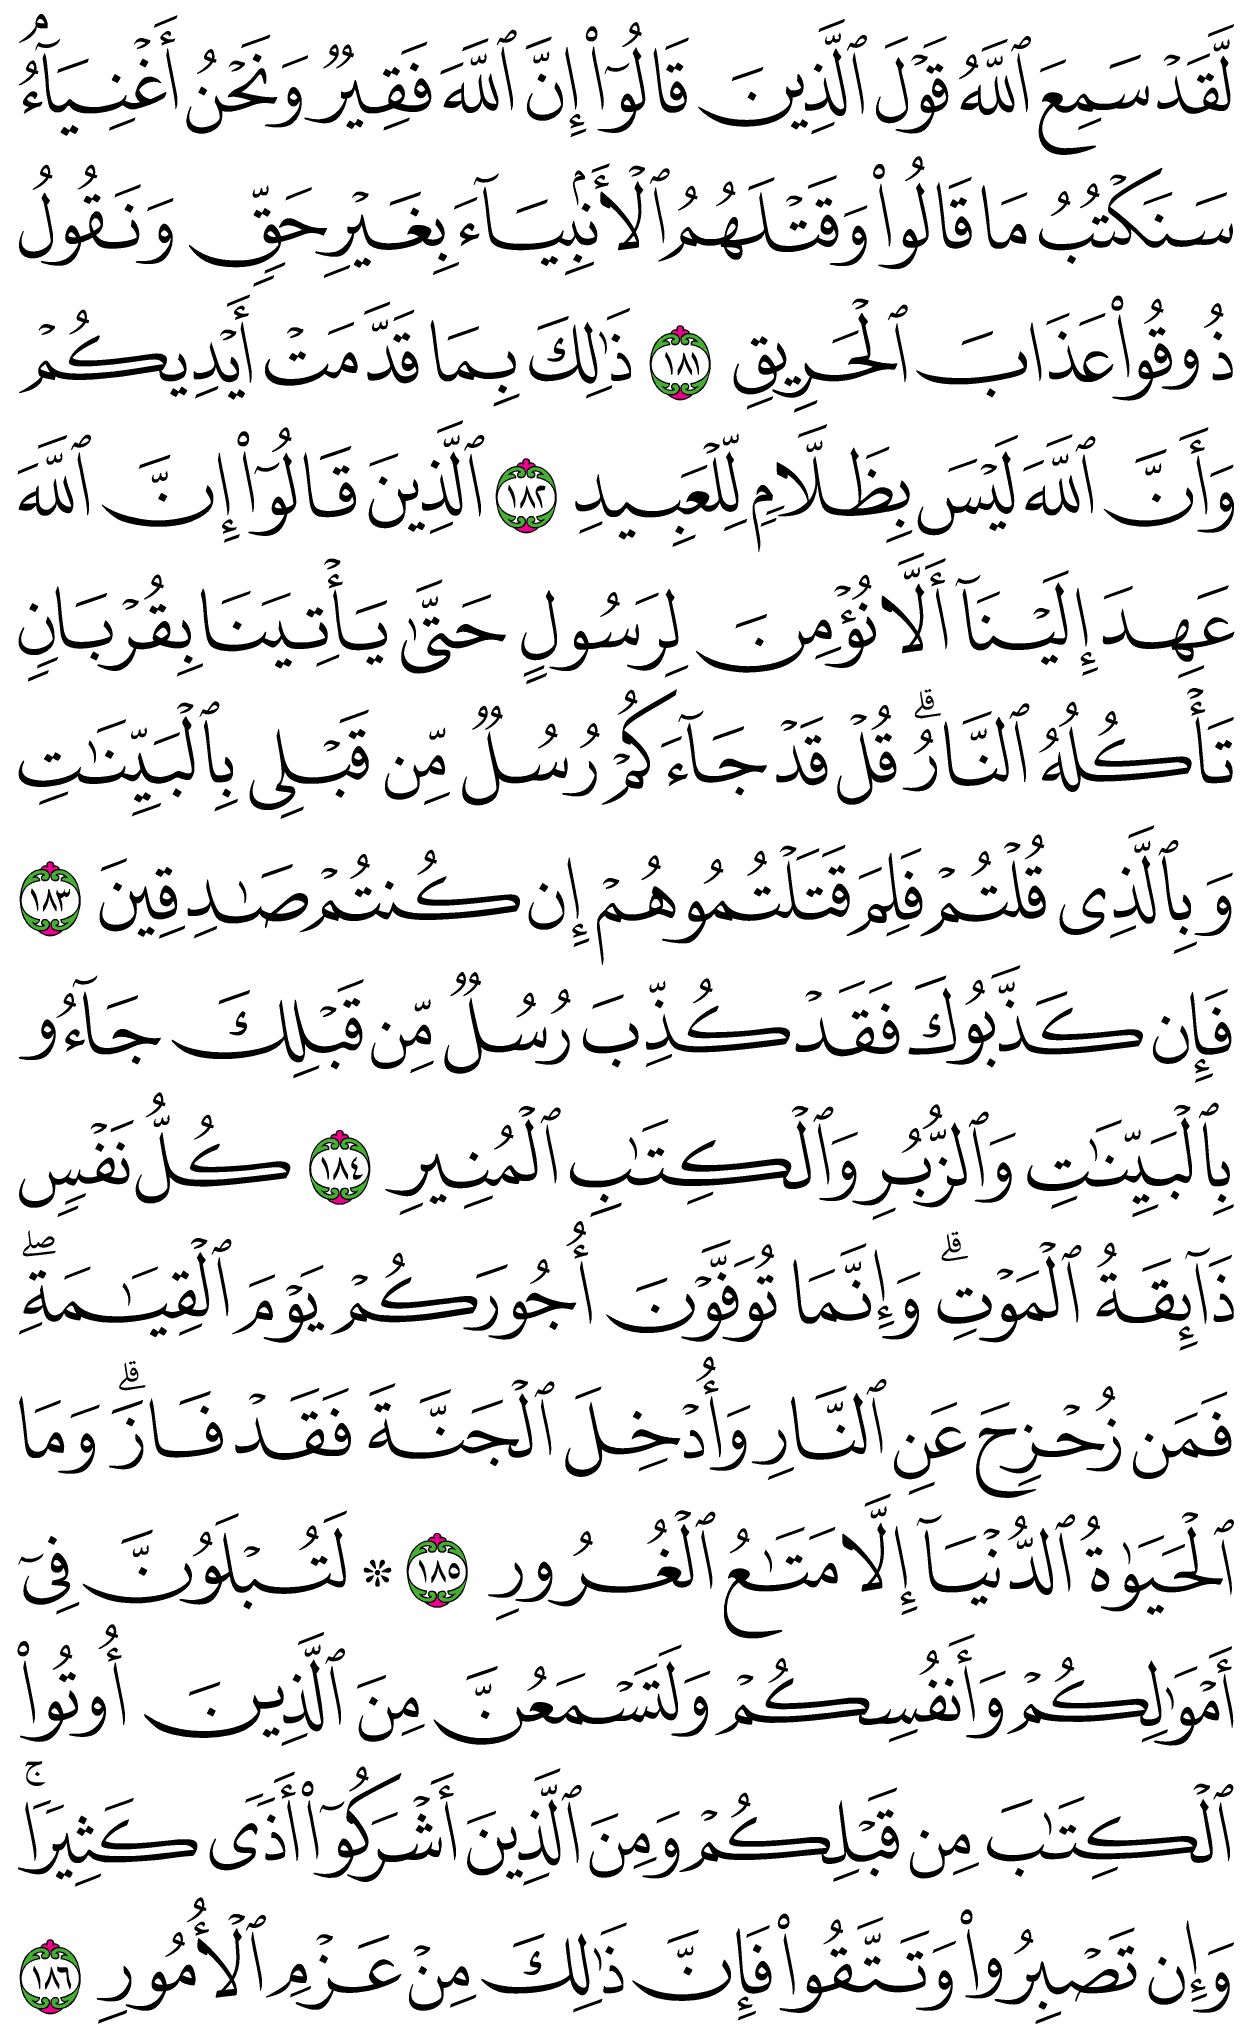 لَّقَدۡ سَمِعَ ٱللَّهُ قَوۡلَ ٱلَّذِينَ قَالُوٓاْ إِنَّ ٱللَّهَ فَقِيرٞ وَنَحۡنُ أَغۡنِيَآءُۘ
سَنَكۡتُبُ مَا قَالُواْ وَقَتۡلَهُمُ ٱلۡأَنۢبِيَآءَ بِغَيۡرِ حَقّٖ وَنَقُولُ
ذُوقُواْ عَذَابَ ٱلۡحَرِيقِ ١٨١ ذَٰلِكَ بِمَا قَدَّمَتۡ أَيۡدِيكُمۡ
وَأَنَّ ٱللَّهَ لَيۡسَ بِظَلَّامٖ لِّلۡعَبِيدِ ١٨٢ ٱلَّذِينَ قَالُوٓاْ إِنَّ ٱللَّهَ
عَهِدَ إِلَيۡنَآ أَلَّا نُؤۡمِنَ لِرَسُولٍ حَتَّىٰ يَأۡتِيَنَا بِقُرۡبَانٖ
تَأۡكُلُهُ ٱلنَّارُۗ قُلۡ قَدۡ جَآءَكُمۡ رُسُلٞ مِّن قَبۡلِي بِٱلۡبَيِّنَٰتِ
وَبِٱلَّذِي قُلۡتُمۡ فَلِمَ قَتَلۡتُمُوهُمۡ إِن كُنتُمۡ صَٰدِقِينَ ١٨٣
فَإِن كَذَّبُوكَ فَقَدۡ كُذِّبَ رُسُلٞ مِّن قَبۡلِكَ جَآءُو
بِٱلۡبَيِّنَٰتِ وَٱلزُّبُرِ وَٱلۡكِتَٰبِ ٱلۡمُنِيرِ ١٨٤ كُلُّ نَفۡسٖ
ذَآئِقَةُ ٱلۡمَوۡتِۗ وَإِنَّمَا تُوَفَّوۡنَ أُجُورَكُمۡ يَوۡمَ ٱلۡقِيَٰمَةِۖ
فَمَن زُحۡزِحَ عَنِ ٱلنَّارِ وَأُدۡخِلَ ٱلۡجَنَّةَ فَقَدۡ فَازَۗ وَمَا
ٱلۡحَيَوٰةُ ٱلدُّنۡيَآ إِلَّا مَتَٰعُ ٱلۡغُرُورِ ١٨٥ ۞ لَتُبۡلَوُنَّ فِيٓ
أَمۡوَٰلِكُمۡ وَأَنفُسِكُمۡ وَلَتَسۡمَعُنَّ مِنَ ٱلَّذِينَ أُوتُواْ
ٱلۡكِتَٰبَ مِن قَبۡلِكُمۡ وَمِنَ ٱلَّذِينَ أَشۡرَكُوٓاْ أَذٗى كَثِيرٗاۚ
وَإِن تَصۡبِرُواْ وَتَتَّقُواْ فَإِنَّ ذَٰلِكَ مِنۡ عَزۡمِ ٱلۡأُمُورِ ١٨٦